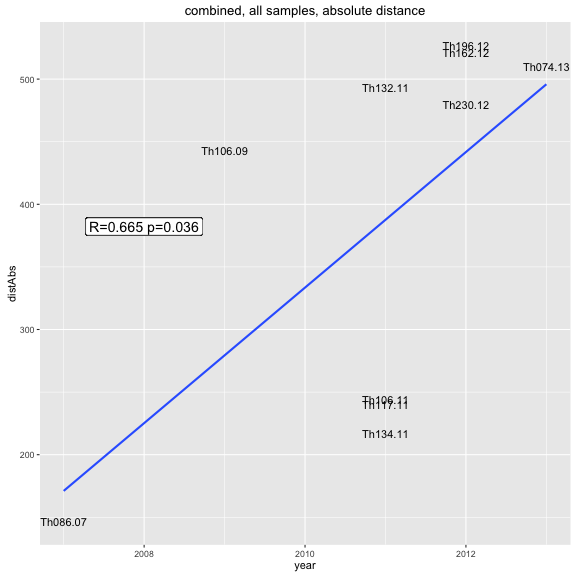 combined, all samples, absolute distance
Th196.12
Th162.12
Th074.13
500
Th132.11
Th230.12
Th106.09
400
R=0.665 p=0.036
distAbs
300
Th106.11
Th117.11
Th134.11
200
Th086.07
2008
2010
2012
year